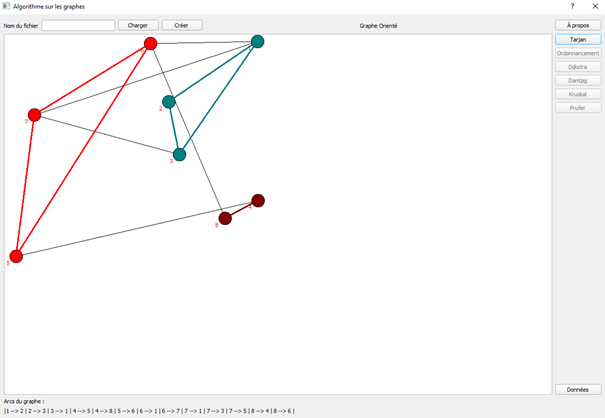 Algorithme sur les graphes
? ✕
Nom du fichier Charger Créer Graphe Orienté À propos
Tarjan
Ordonnancement
Dijkstra
Dantzig
Kruskal
Prufer
2
7
3
8
5
Données
Arcs du graphe :
|1 --> 2 | 2 --> 3 | 3 --> 1 | 4 --> 5 | 4 --> 8 | 5 --> 6 | 6 --> 1 | 6 --> 7 | 7 --> 1 | 7 --> 3 | 7 --> 5 | 8 --> 4 | 8 --> 6 |